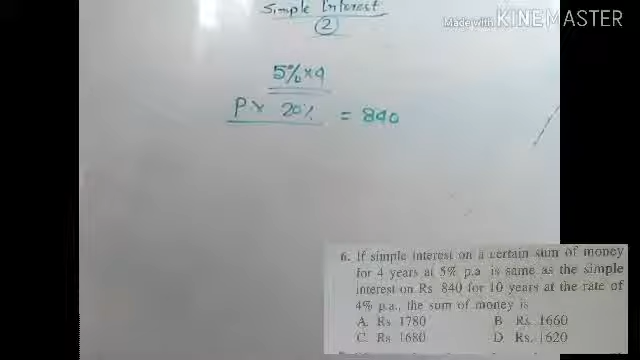 Simple Interest
Made with KINEMASTER
2
5% × 4
P × 20% = 840
6. If simple interest on a certain sum of money
for 4 years at 5% p.a is same as the simple
interest on Rs 840 for 10 years at the rate of
4% p.a., the sum of money is
A. Rs 1780 B Rs. 1660
C. Rs 1680 D. Rs. 1620